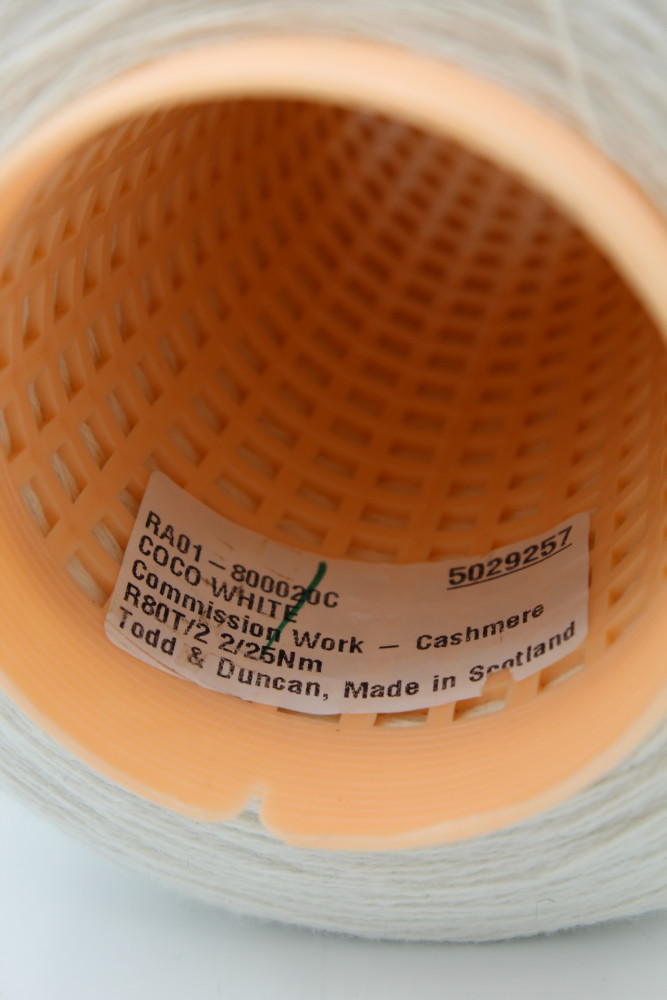 RA01-800020C 5029257
COCO WHITE
Commission Work - Cashmere
R80T/2 2/25Nm
Todd & Duncan, Made in Scotland